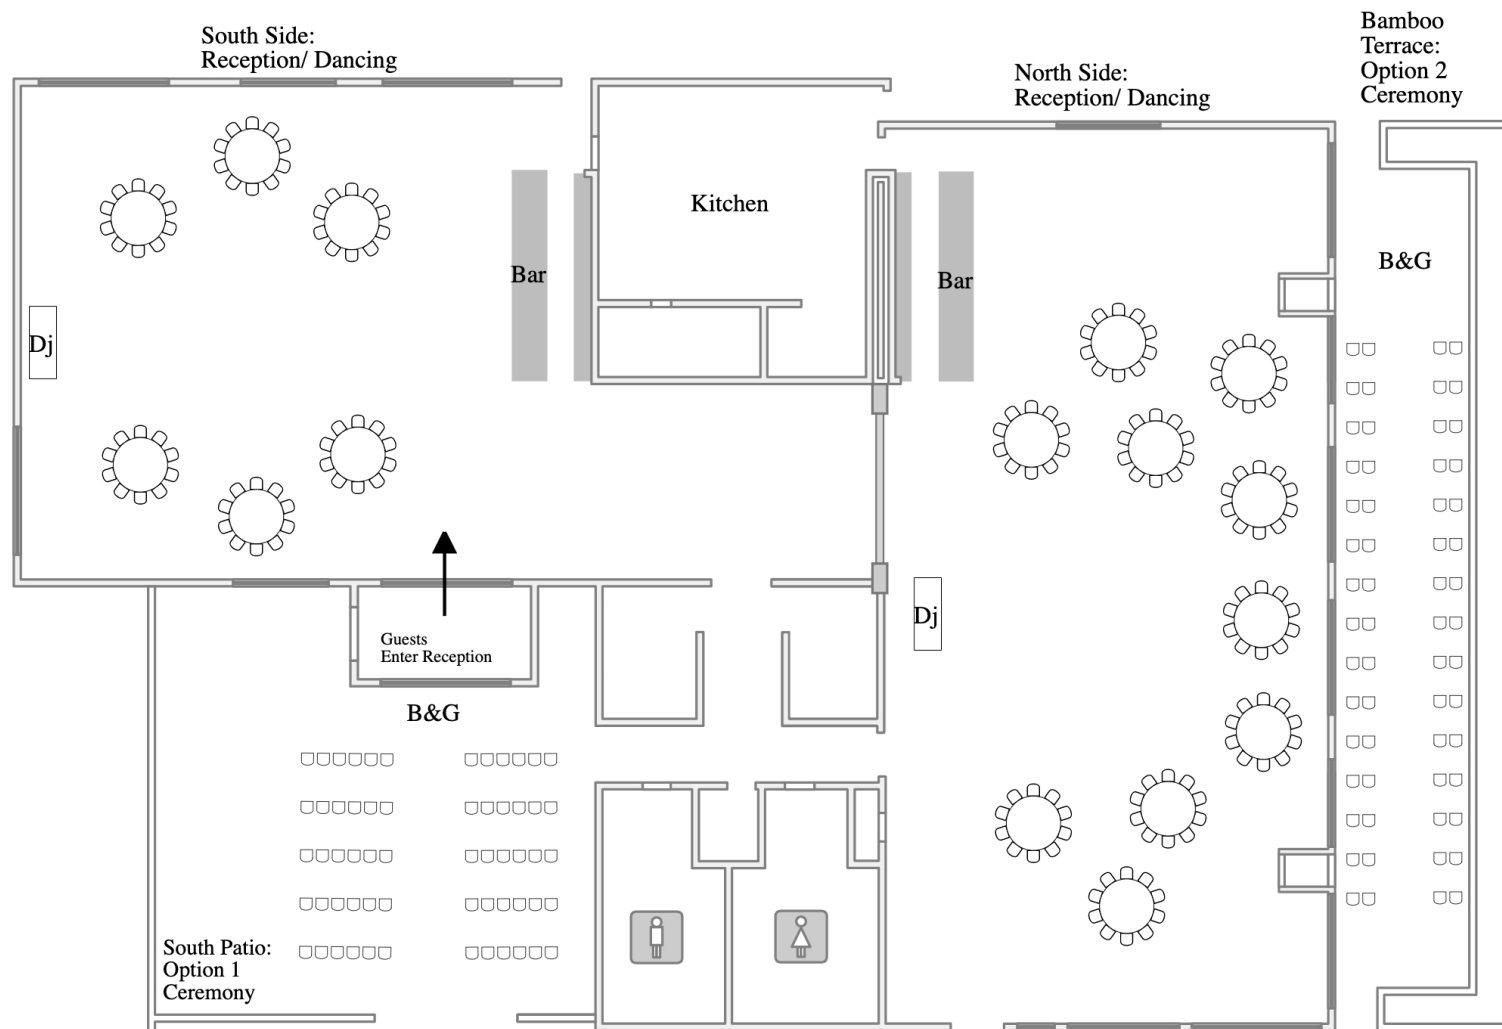 South Side:
Reception/ Dancing
Bamboo
Terrace:
Option 2
Ceremony
North Side:
Reception/ Dancing
Kitchen
Bar
Bar
B&G
Dj
Dj
Guests
Enter Reception
B&G
South Patio:
Option 1
Ceremony